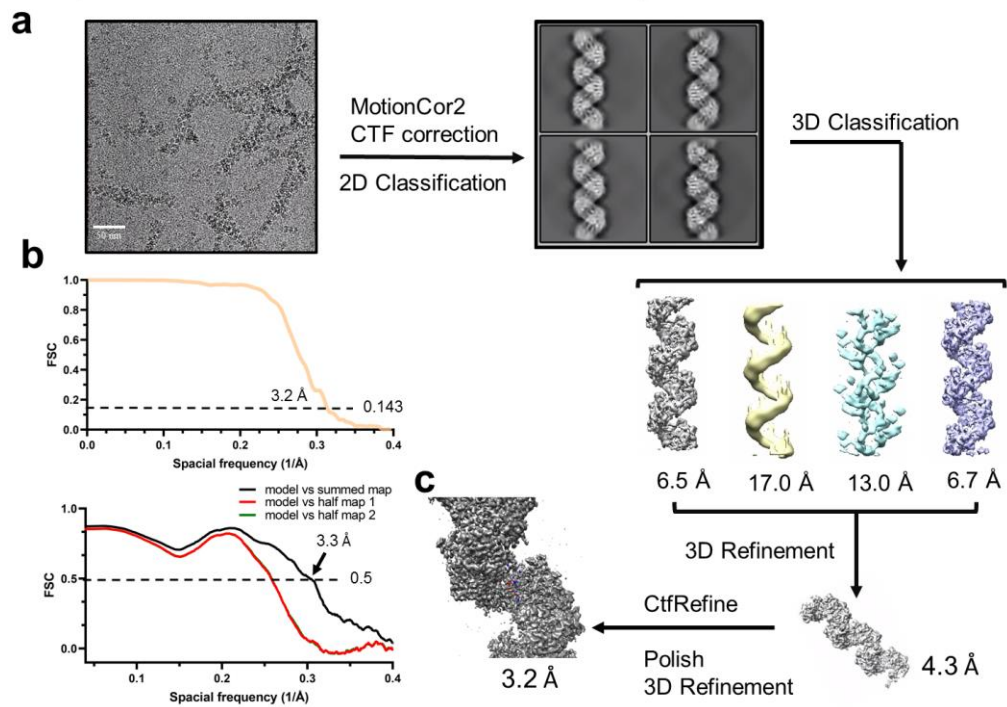 a
50 nm
MotionCor2
CTF correction
2D Classification
3D Classification
6.5 Å
17.0 Å
13.0 Å
6.7 Å
3D Refinement
4.3 Å
CtfRefine
Polish
3D Refinement
b
FSC
1.0
0.8
0.6
0.4
0.2
0.0
3.2 Å
0.143
0.0
0.1
0.2
0.3
0.4
Spacial frequency (1/Å)
model vs summed map
model vs half map 1
model vs half map 2
FSC
1.0
0.5
0.0
3.3 Å
0.5
0.1
0.2
0.3
0.4
Spacial frequency (1/Å)
c
3.2 Å